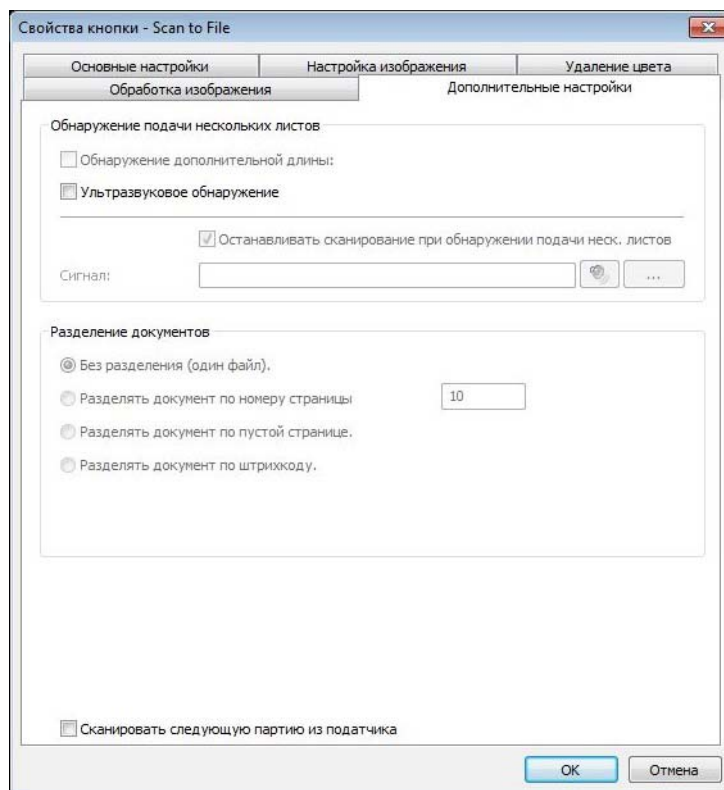 Свойства кнопки - Scan to File
Основные настройки
Настройка изображения
Удаление цвета
Обработка изображения
Дополнительные настройки
Обнаружение подачи нескольких листов
Обнаружение дополнительной длины:
Ультразвуковое обнаружение
Останавливать сканирование при обнаружении подачи неск. листов
Сигнал:
...
Разделение документов
Без разделения (один файл).
Разделять документ по номеру страницы
10
Разделять документ по пустой странице.
Разделять документ по штрихкоду.
Сканировать следующую партию из податчика
OK
Отмена